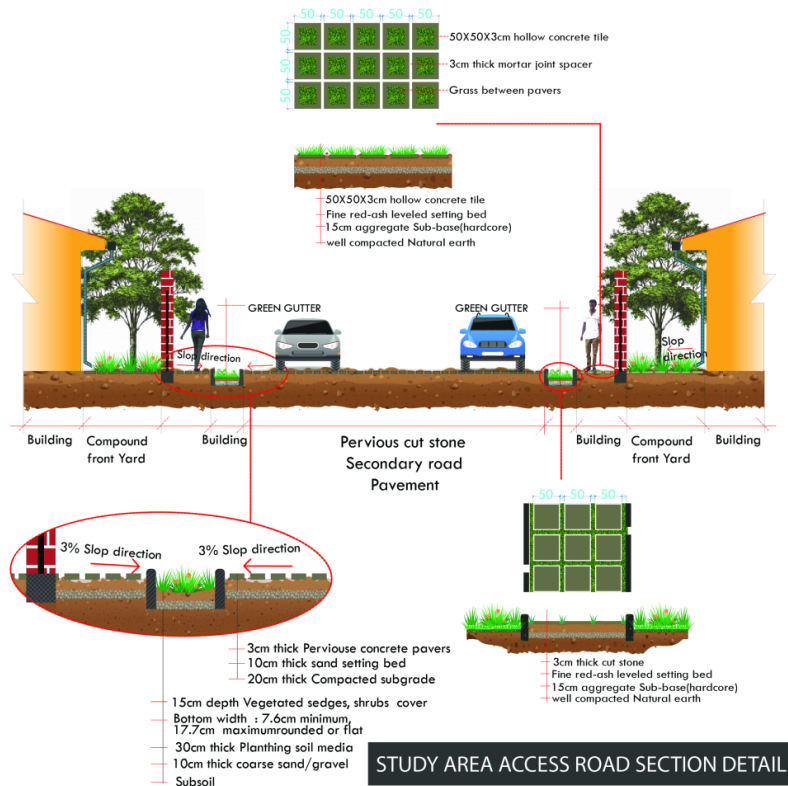 50 50 50 50 50
50
50
50
50X50X3cm hollow concrete tile
3cm thick mortar joint spacer
Grass between pavers
50X50X3cm hollow concrete tile
Fine red-ash leveled setting bed
15cm aggregate Sub-base(hardcore)
well compacted Natural earth
GREEN GUTTER
GREEN GUTTER
Slop direction
Slop
direction
Building
Compound
front Yard
Building
Pervious cut stone
Secondary road
Pavement
Building
Compound
front Yard
Building
50 50 50
3% Slop direction
3% Slop direction
3cm thick Perviouse concrete pavers
10cm thick sand setting bed
20cm thick Compacted subgrade
15cm depth Vegetated sedges, shrubs cover
Bottom width : 7.6cm minimum,
17.7cm maximumrounded or flat
30cm thick Planthing soil media
10cm thick coarse sand/gravel
Subsoil
3cm thick cut stone
Fine red-ash leveled setting bed
15cm aggregate Sub-base(hardcore)
well compacted Natural earth
STUDY AREA ACCESS ROAD SECTION DETAIL